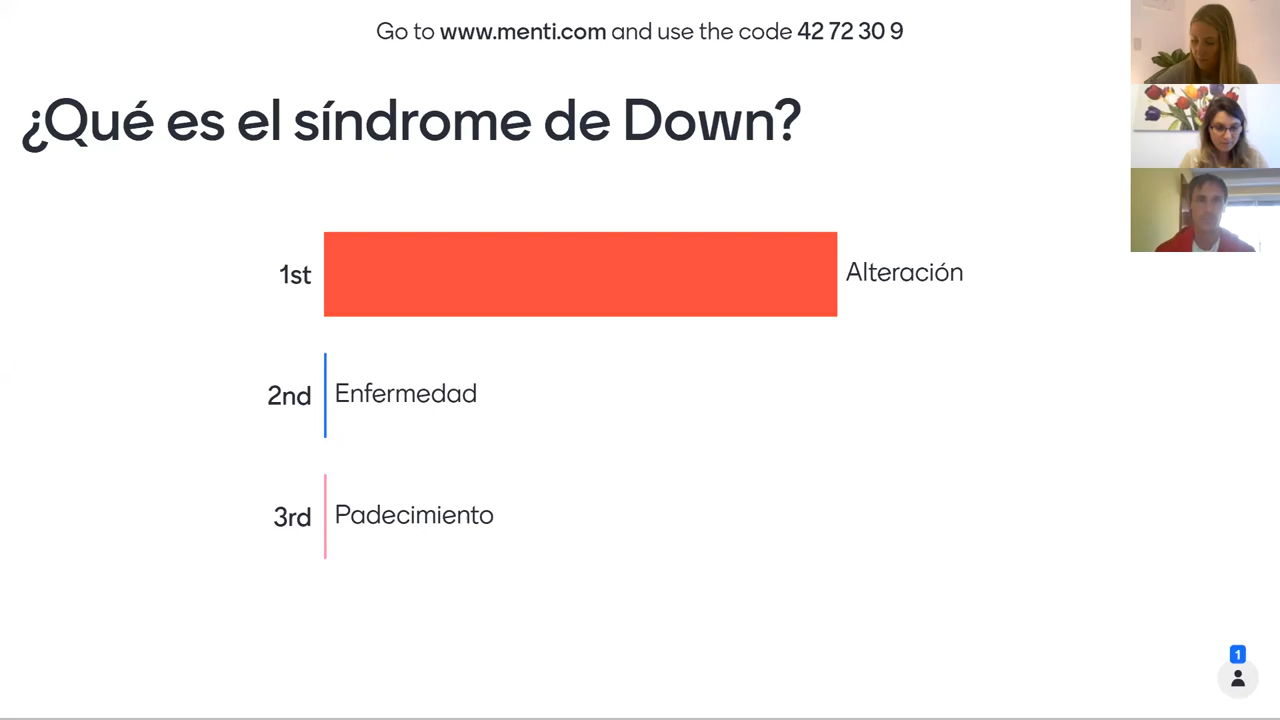 Go to www.menti.com and use the code 42 72 30 9
¿Qué es el síndrome de Down?
1st Alteración
2nd Enfermedad
3rd Padecimiento
1